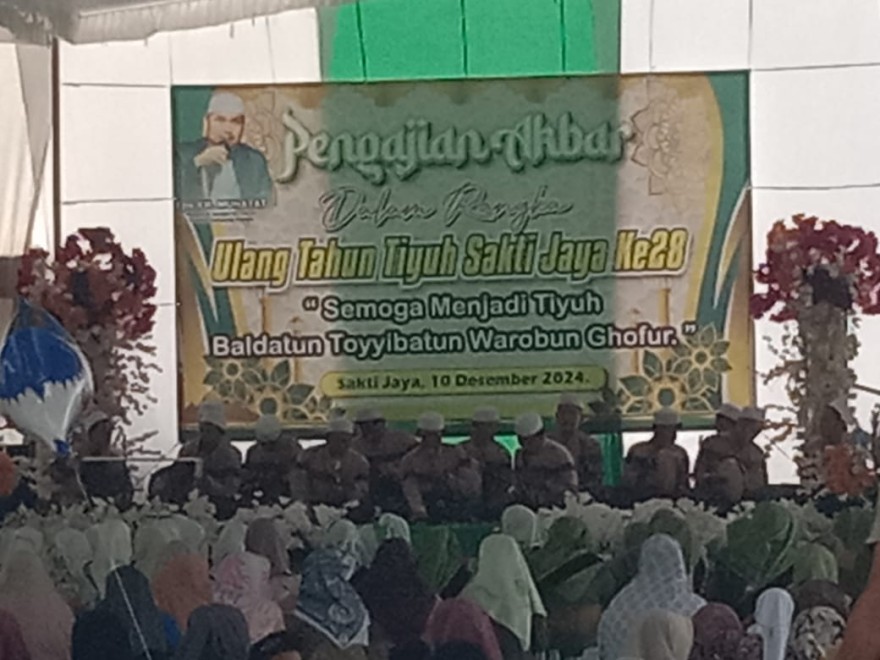 Pengajian Akbar
Dalam Rangka
Ulang Tahun Tiyuh Sakti Jaya Ke28
“ Semoga Menjadi Tiyuh
Baldatun Toyyibatun Warobun Ghofur. ”
Sakti Jaya, 10 Desember 2024.